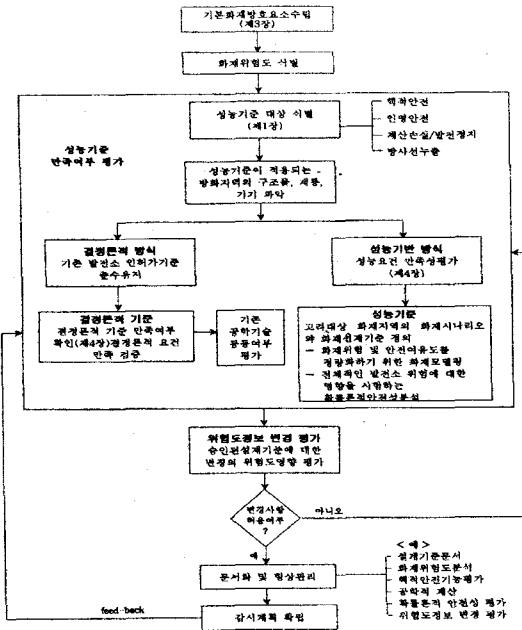 기본화재방호요소수립
(제3장)
화재위험도 식별
성능기준
만족여부 평가
성능기준 대상 식별
(제1장)
핵적안전
인명안전
재산손실/발전정지
방사선누출
성능기준이 적용되는
방화지역의 구조물, 계통,
기기 파악
결정론적 방식
기존 발전소 인허가기준
준수유지
성능기반 방식
성능요건 만족성평가
(제4장)
결정론적 기준
결정론적 기준 만족여부
확인(제4장)결정론적 요건
만족 검증
기존
공학기술
동등여부
평가
성능기준
고려대상 화재지역의 화재시나리오
와 화재설계기준 정의
- 화재위험 및 안전여유도를
정량화하기 위한 화재모델링
- 전체적인 발전소 위험에 대한
영향을 시험하는
확률론적안전성분석
위험도정보 변경 평가
승인된설계기준에 대한
변경의 위험도영향 평가
변경사항
허용여부
?
아니오
예
문서화 및 형상관리
<예>
설계기준문서
화재위험도분석
핵적안전기능평가
공학적 계산
확률론적 안전성 평가
위험도정보 변경 평가
feed-back
감시계획 확립